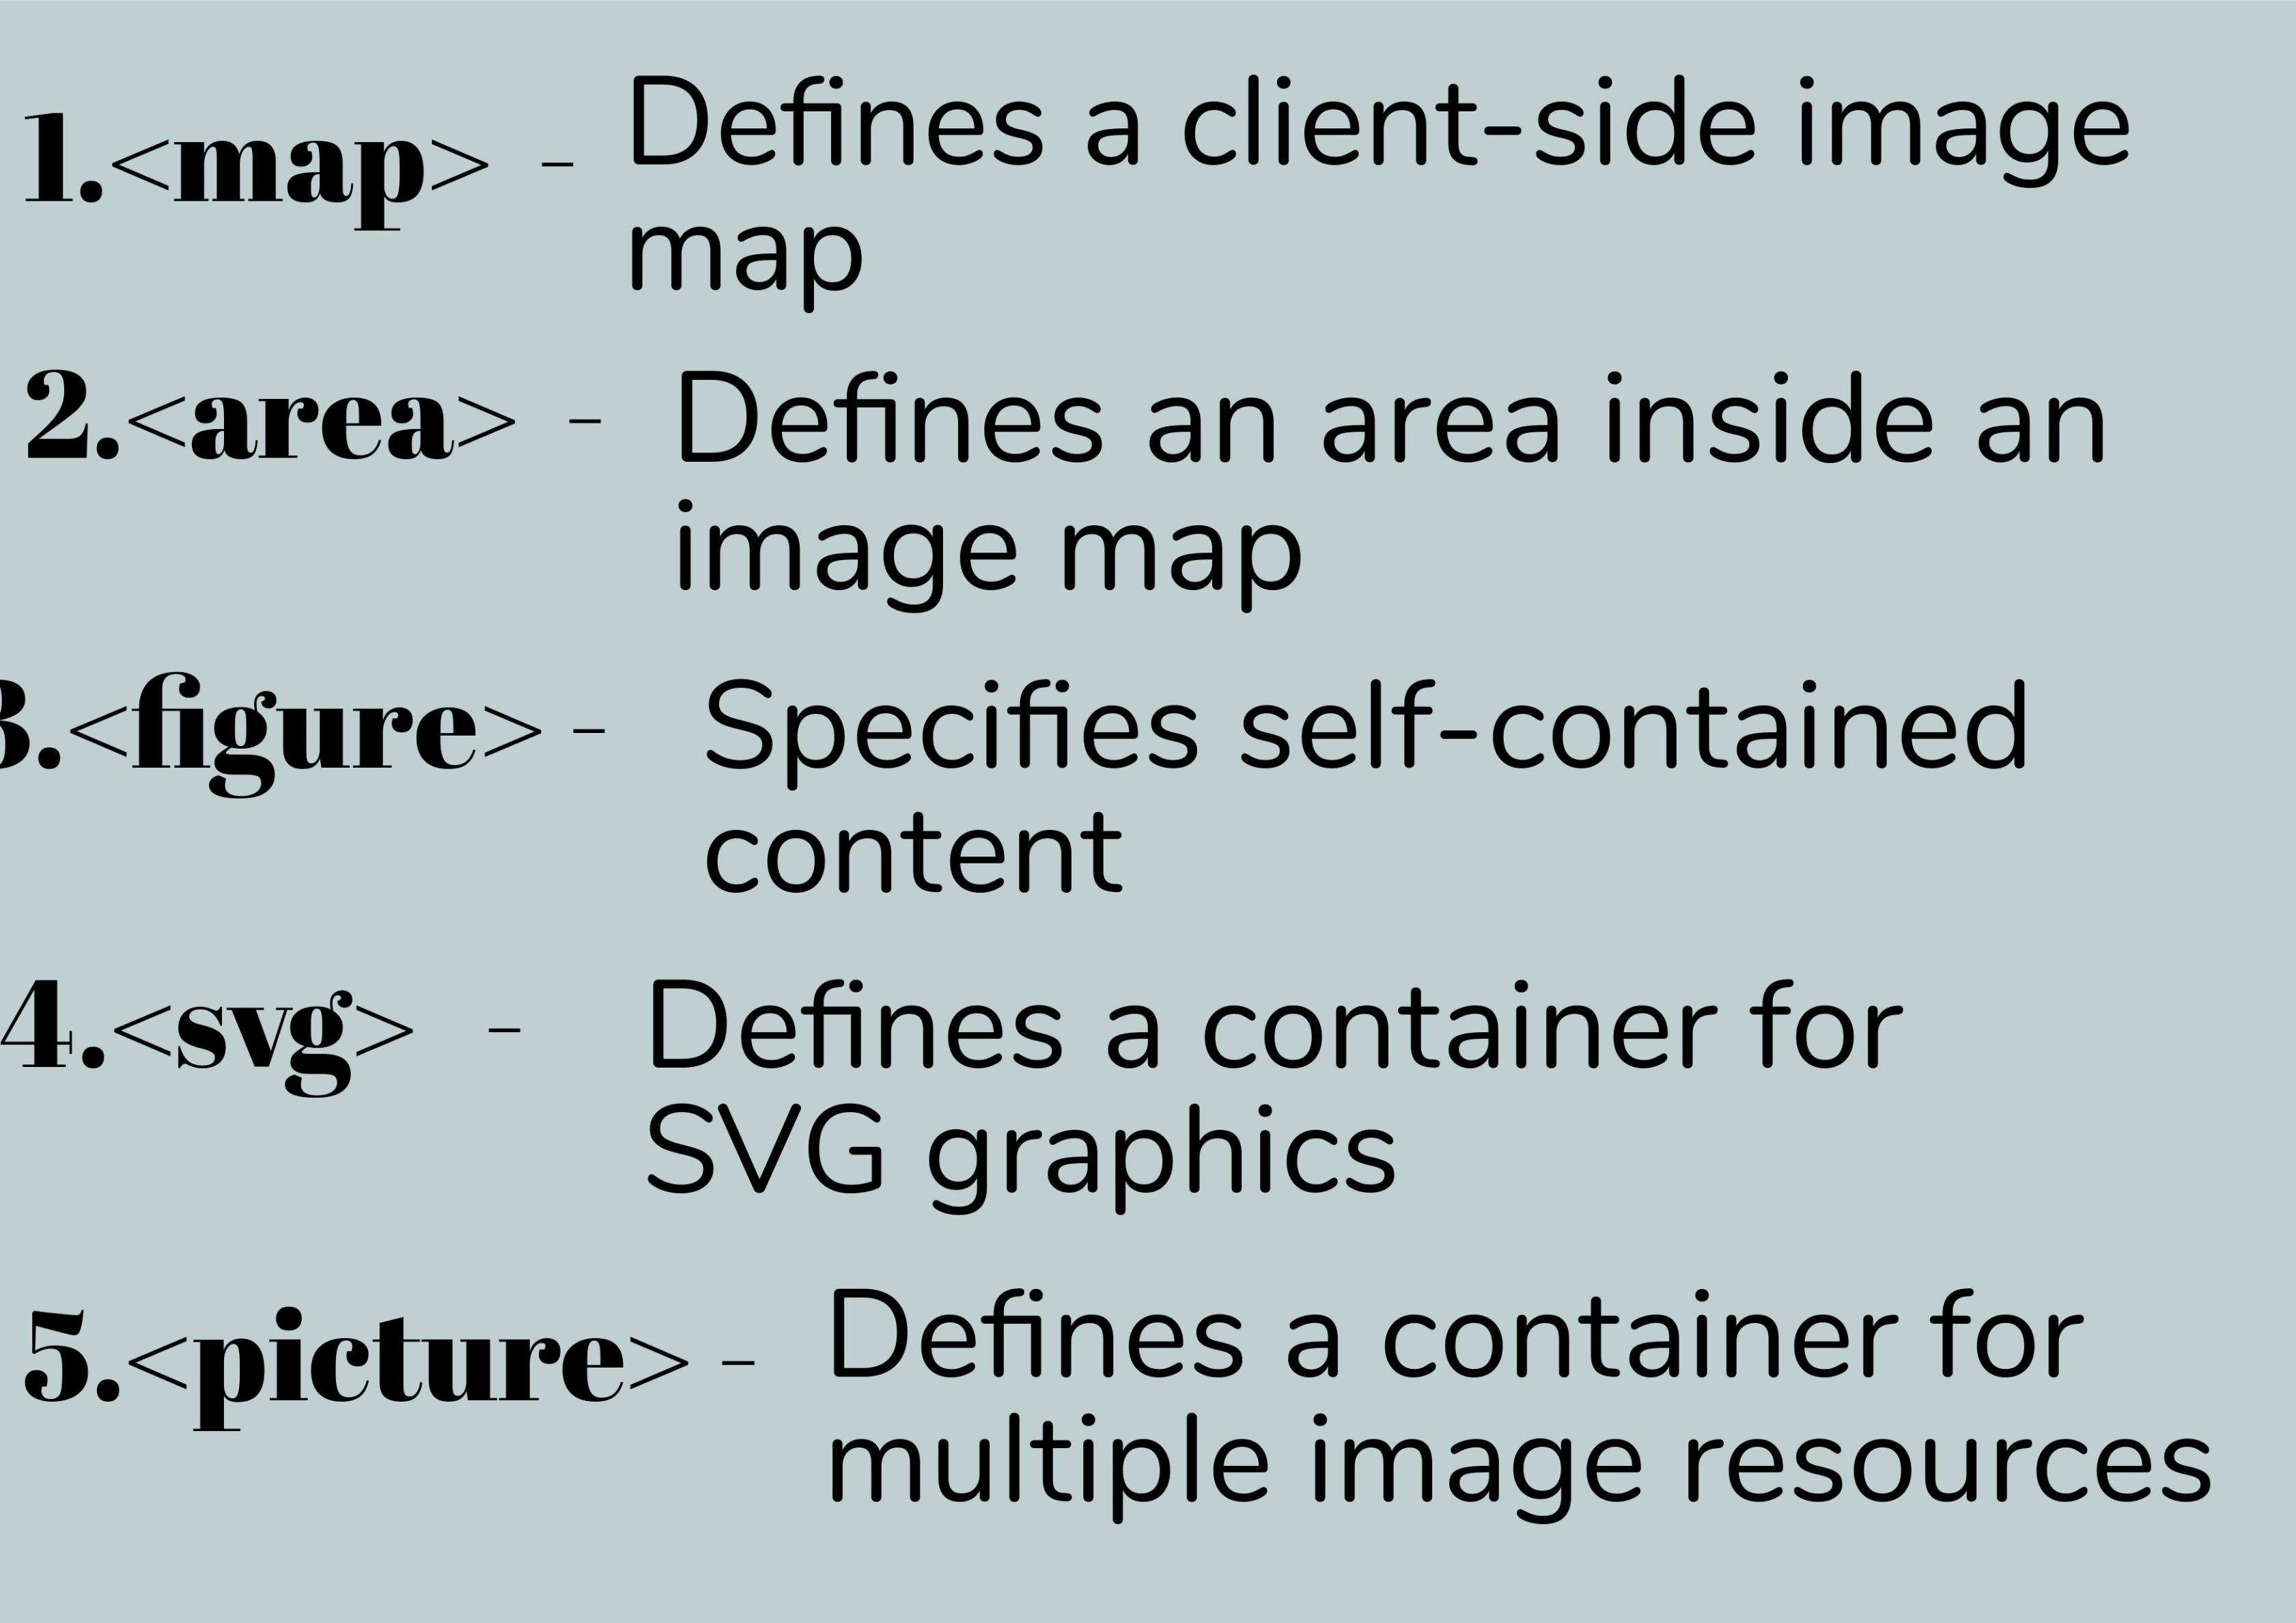 1.<map> - Defines a client-side image
map
2.<area> - Defines an area inside an
image map
3.<figure> - Specifies self-contained
content
4.<svg> - Defines a container for
SVG graphics
5.<picture> - Defines a container for
multiple image resources